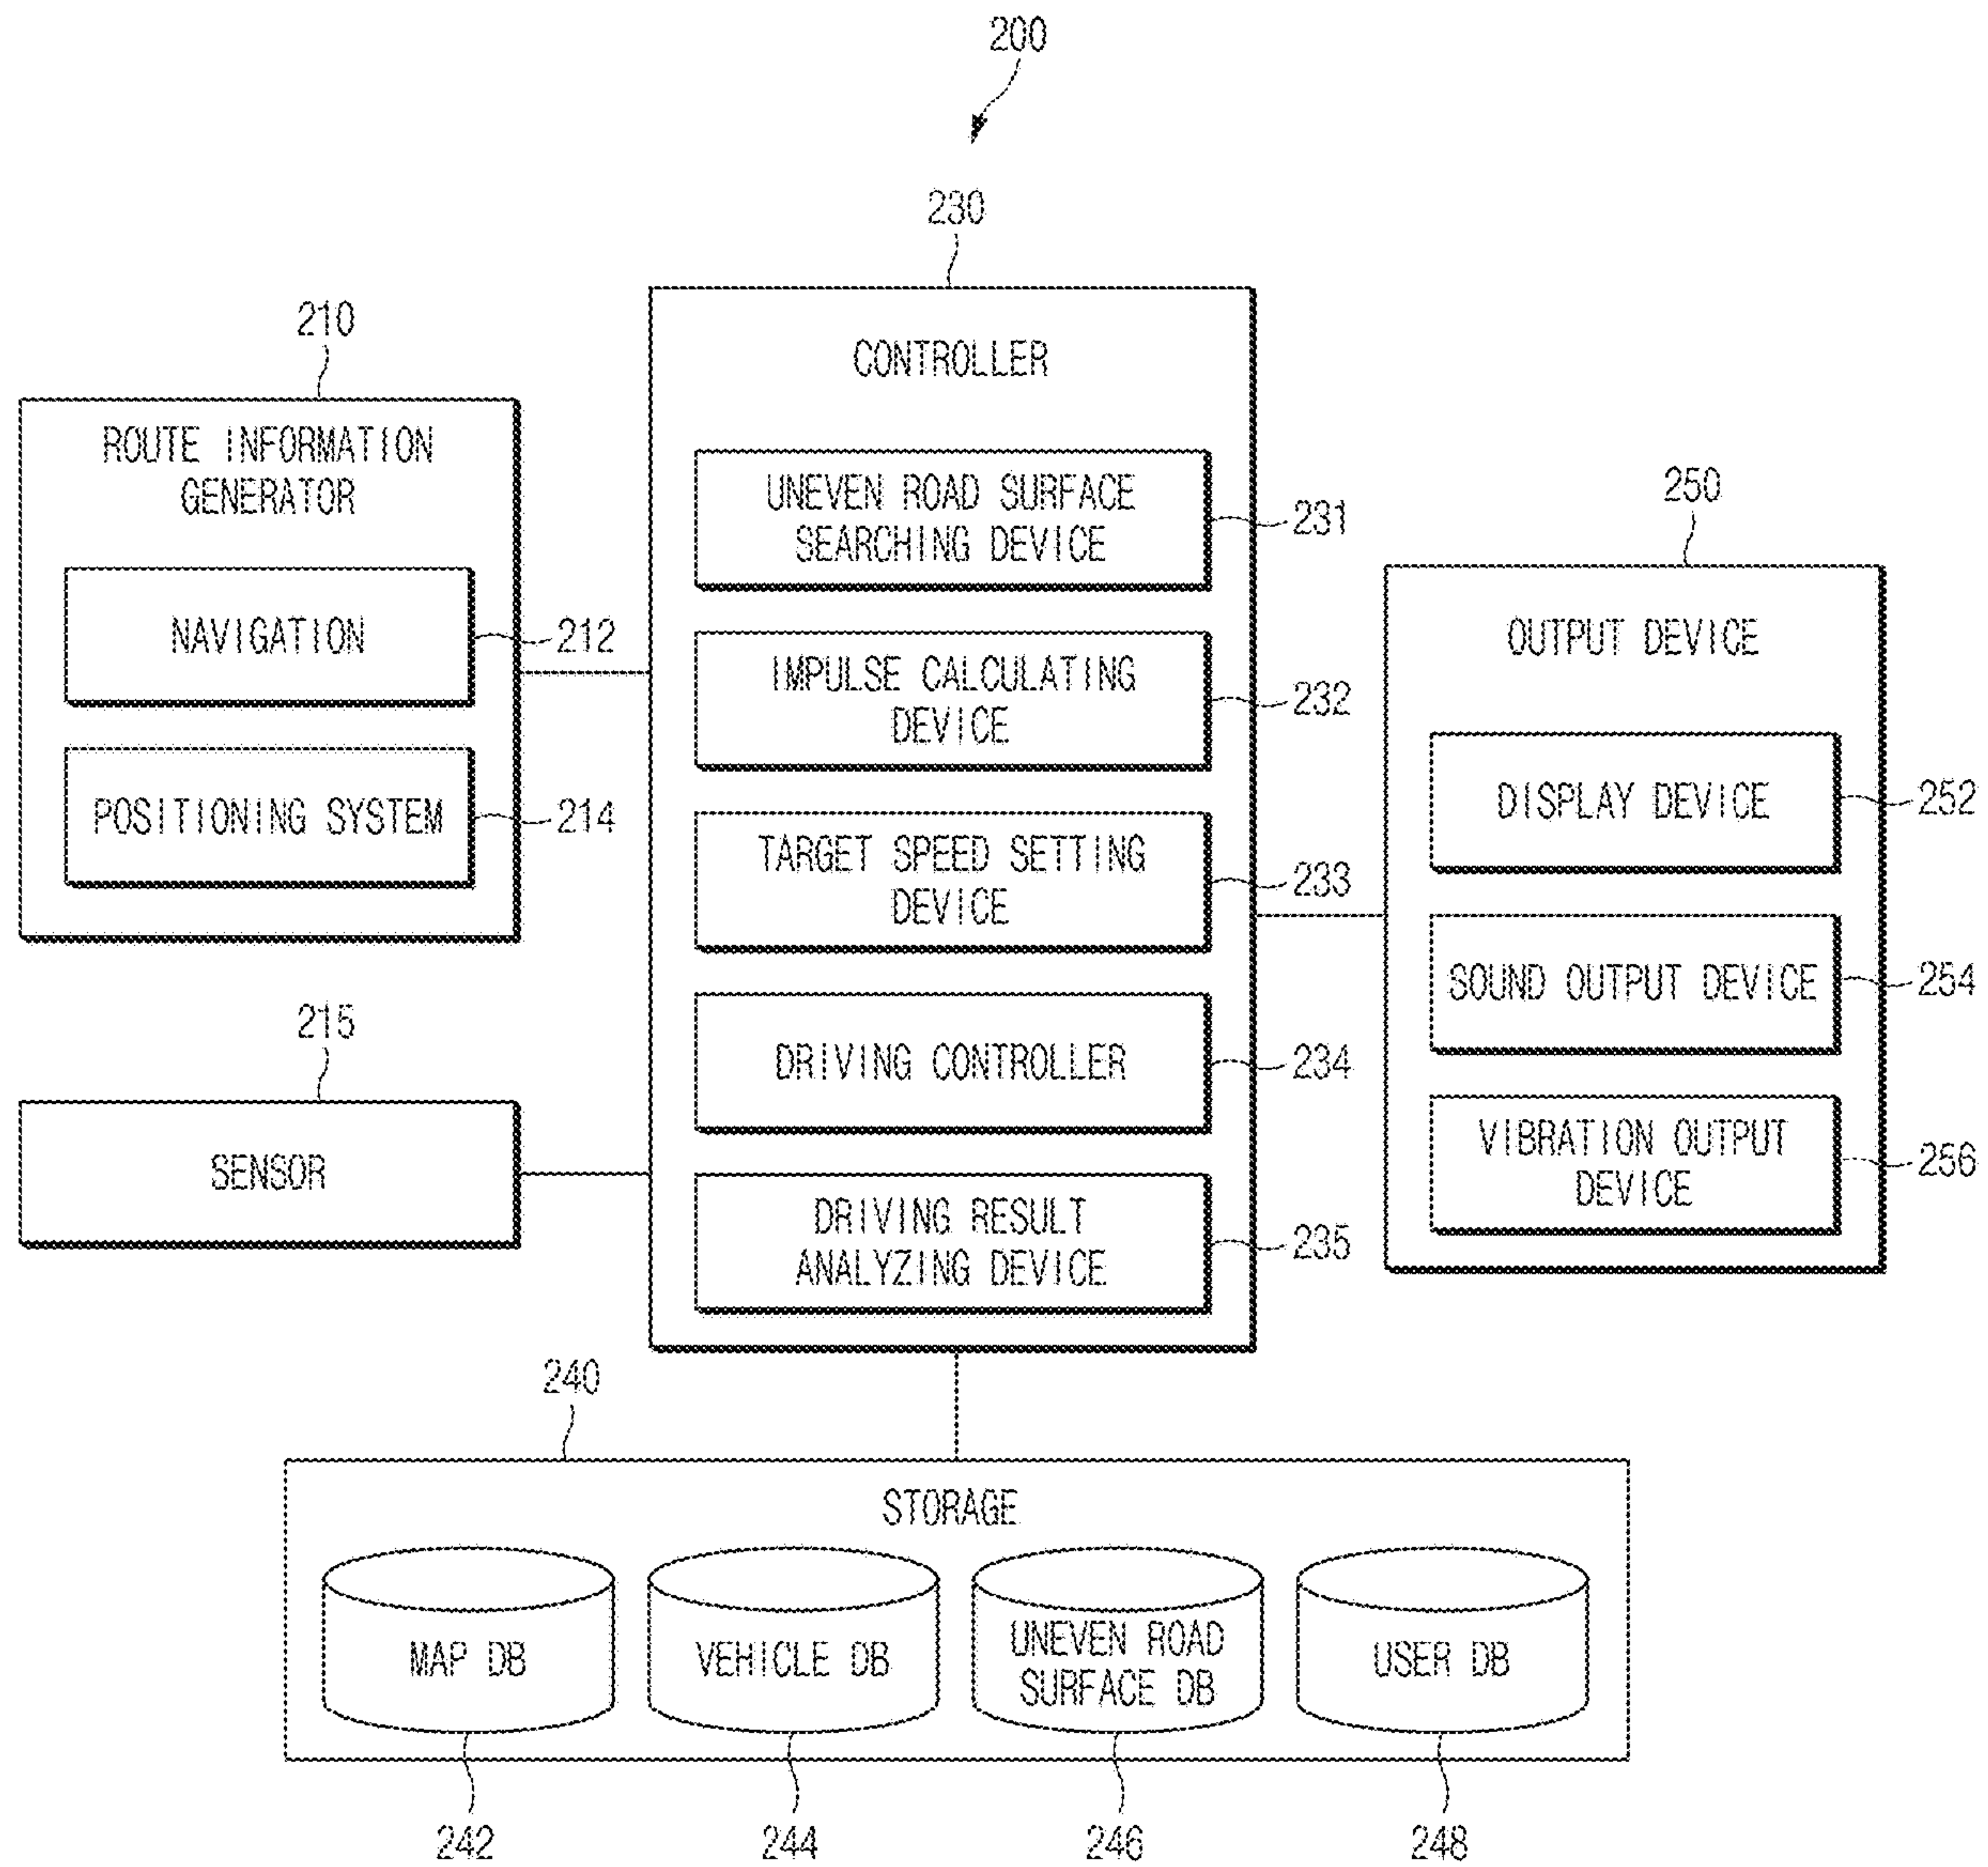 200
230
CONTROLLER
UNEVEN ROAD SURFACE
SEARCHING DEVICE
231
IMPULSE CALCULATING
DEVICE
232
TARGET SPEED SETTING
DEVICE
233
DRIVING CONTROLLER
234
DRIVING RESULT
ANALYZING DEVICE
235
210
ROUTE INFORMATION
GENERATOR
NAVIGATION
212
POSITIONING SYSTEM
214
215
SENSOR
250
OUTPUT DEVICE
DISPLAY DEVICE
252
SOUND OUTPUT DEVICE
254
VIBRATION OUTPUT
DEVICE
256
240
STORAGE
MAP DB
VEHICLE DB
UNEVEN ROAD
SURFACE DB
USER DB
242
244
246
248